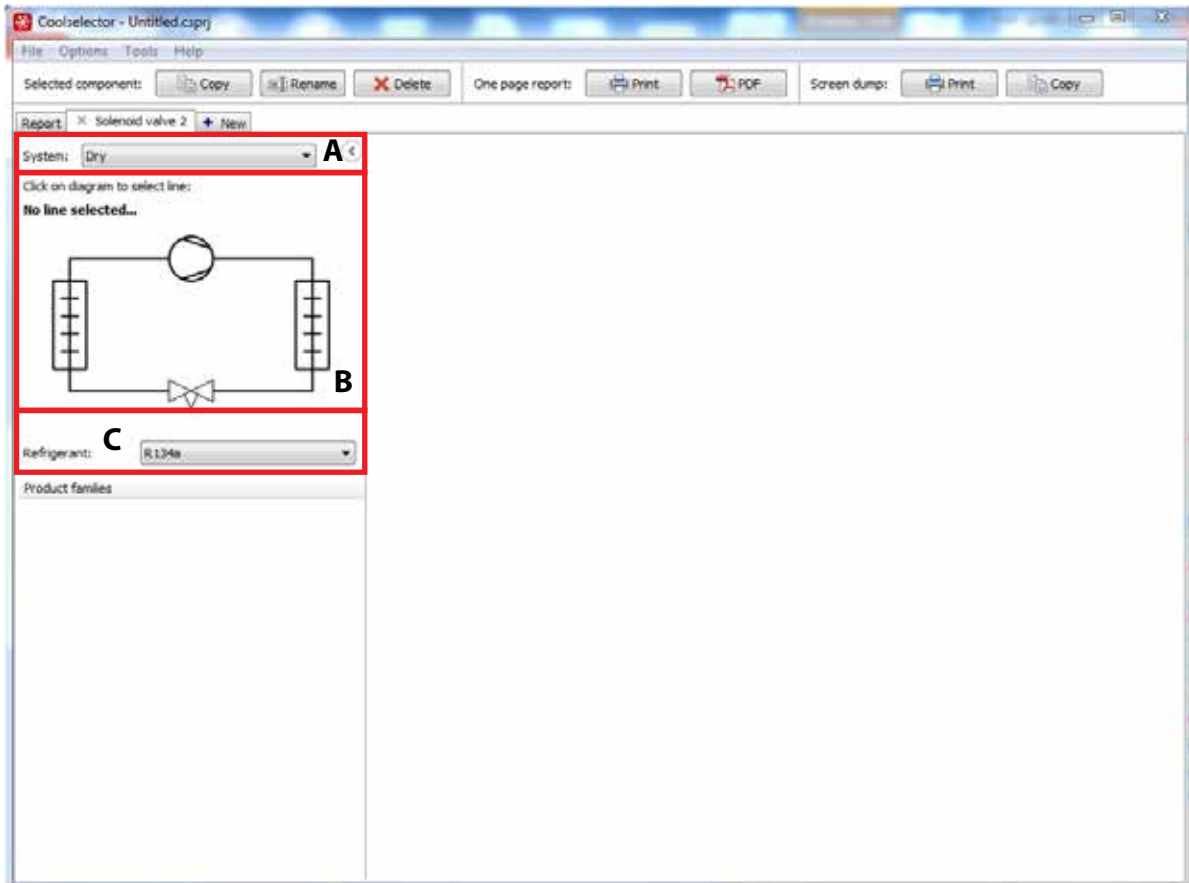 Coolselector - Untitled.csprj
File Options Tools Help
Selected component: Copy Rename Delete One page report: Print PDF Screen dump: Print Copy
Report Solenoid valve 2 New
System: Dry A
Click on diagram to select line:
No line selected...
B
C
Refrigerant: R134a
Product families